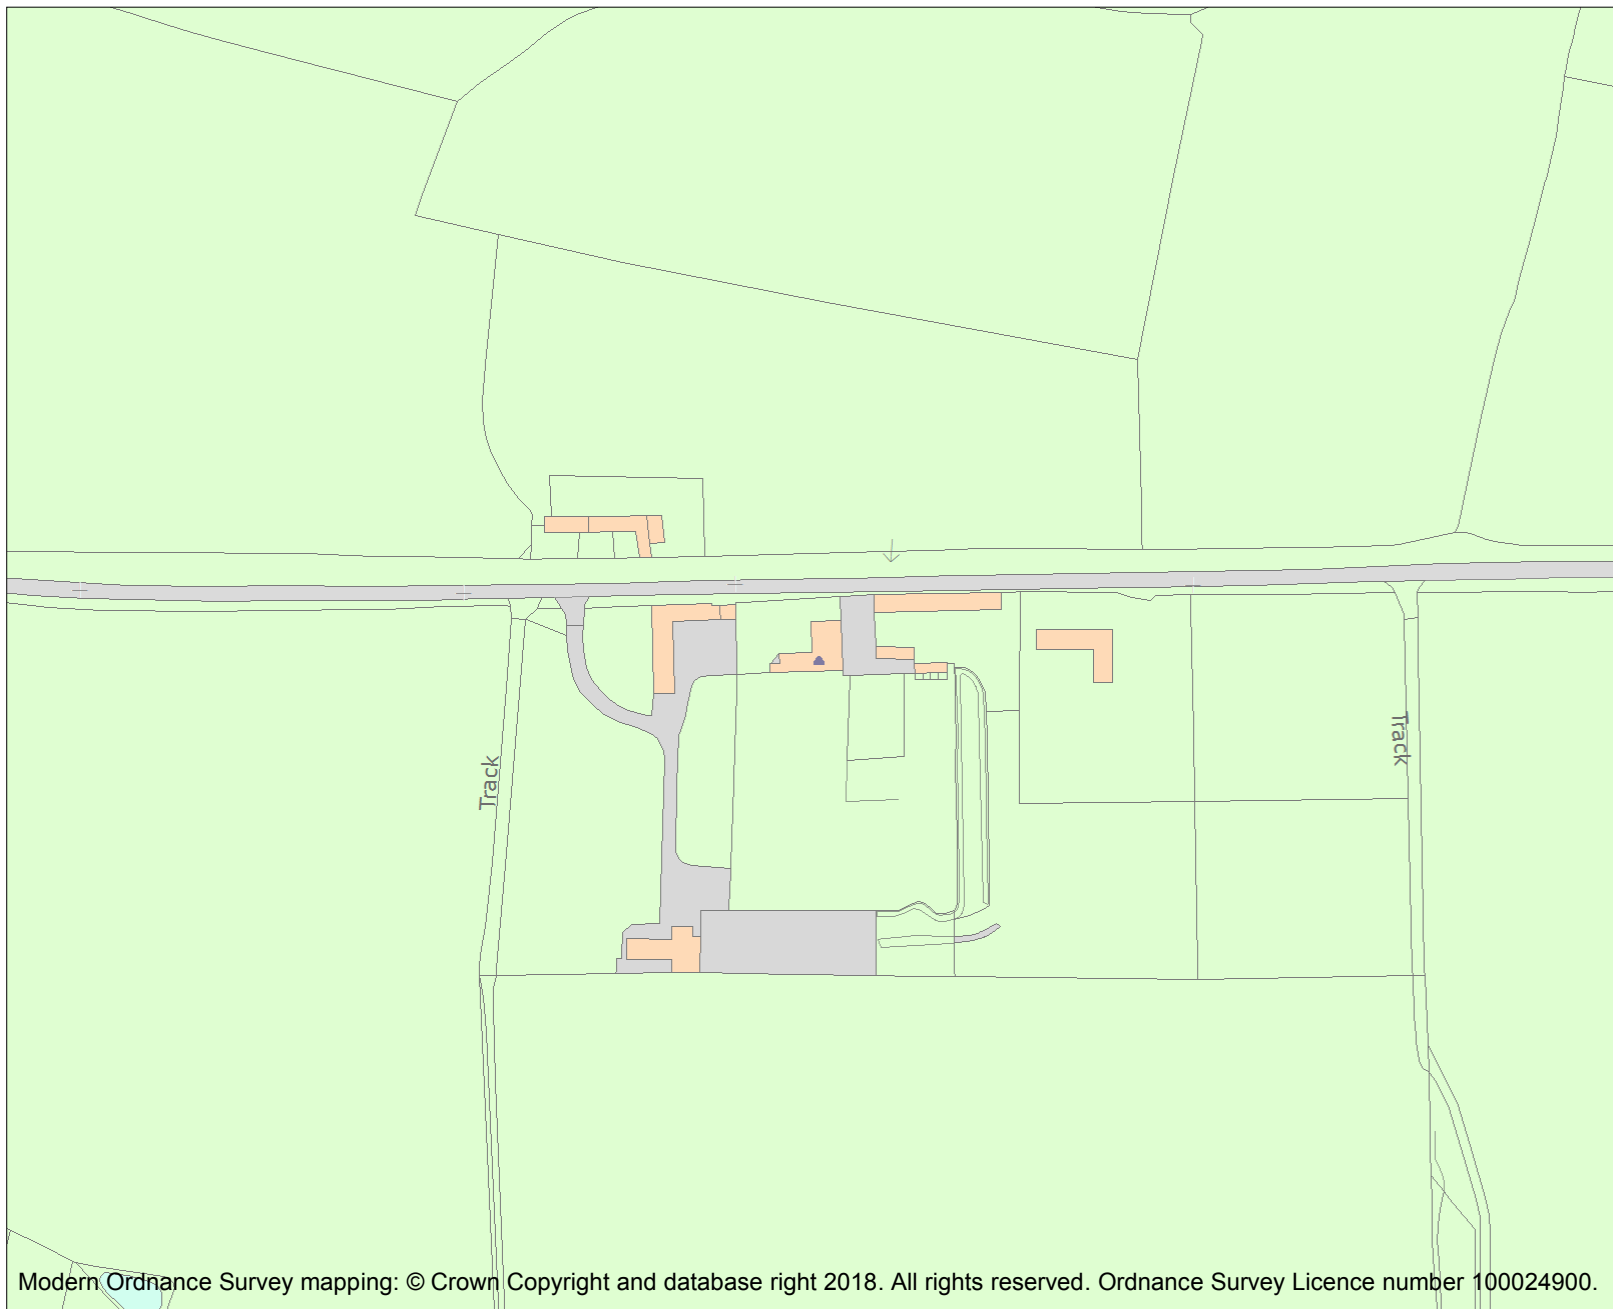 Track
Track
Modern Ordnance Survey mapping: © Crown Copyright and database right 2018. All rights reserved. Ordnance Survey Licence number 100024900.